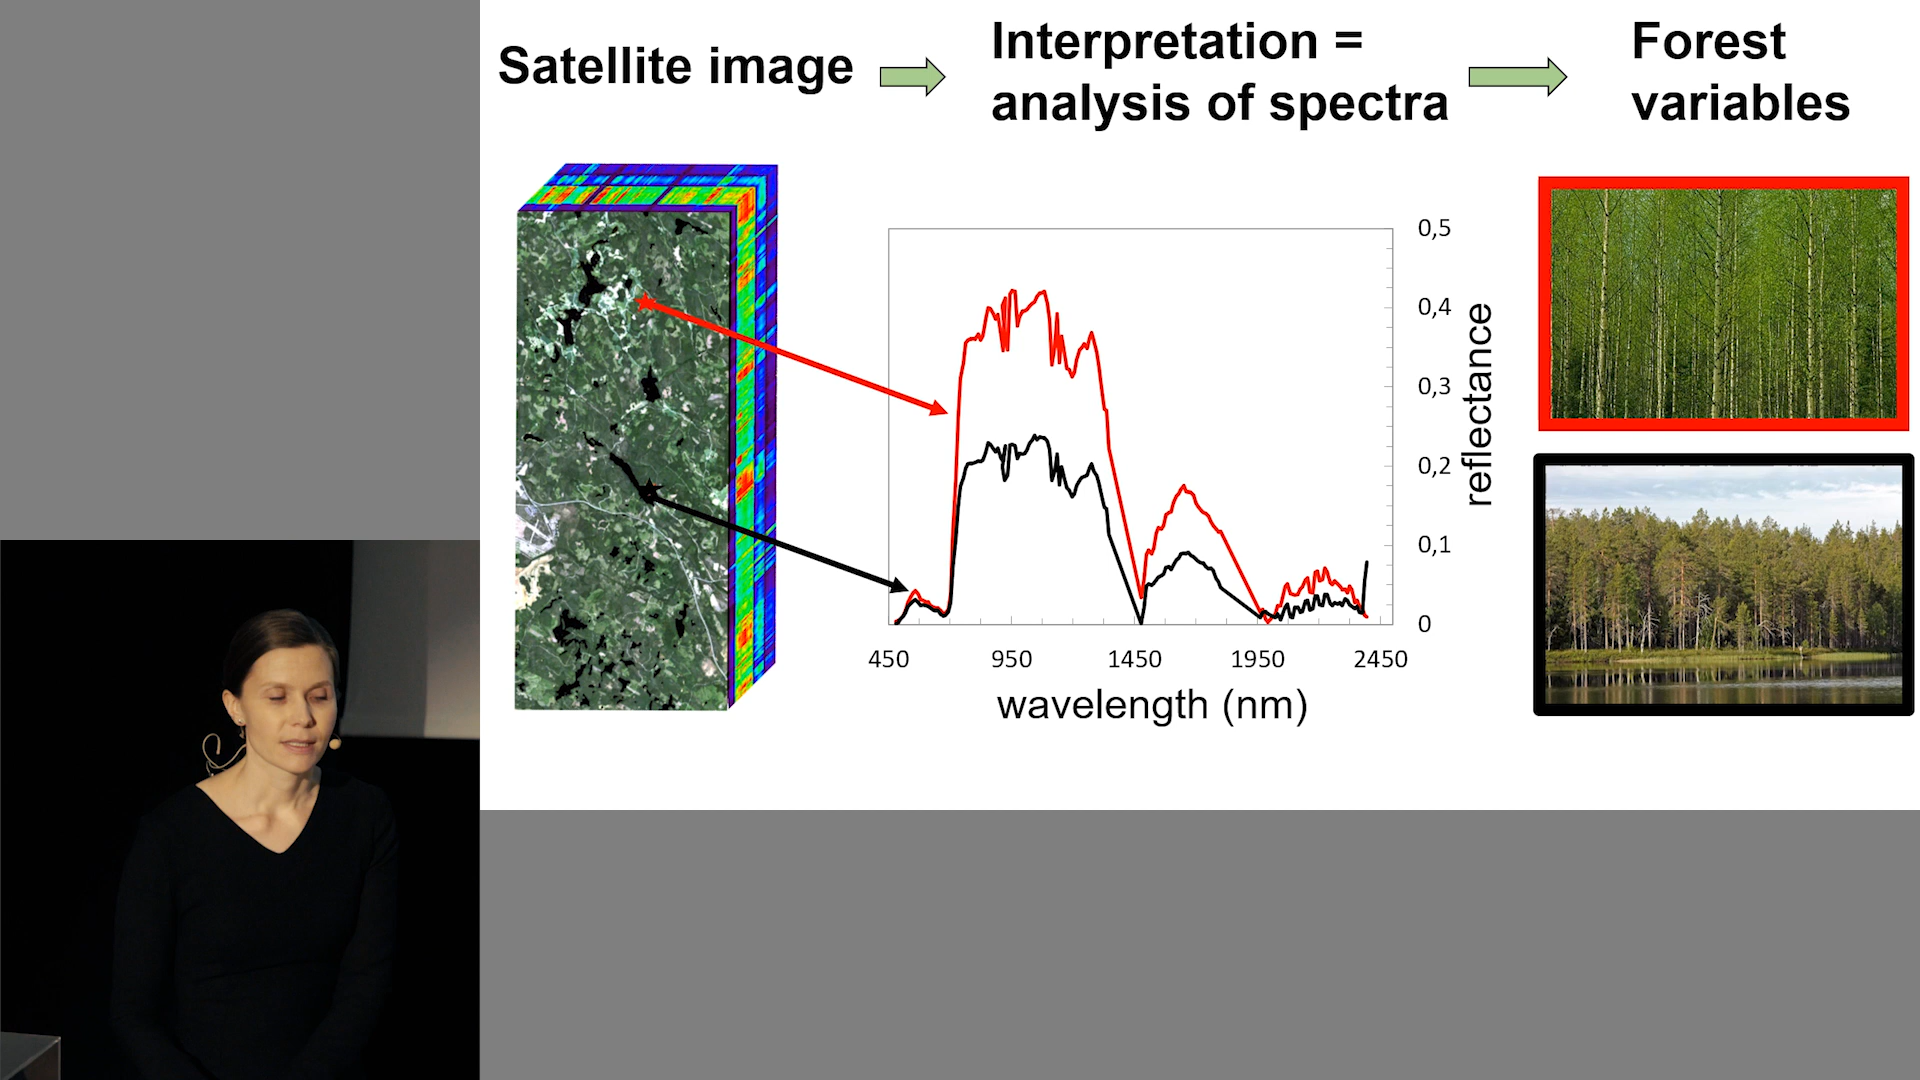 Satellite image
Interpretation =
analysis of spectra
Forest
variables
0,5
0,4
0,3
0,2
0,1
0
reflectance
450 950 1450 1950 2450
wavelength (nm)